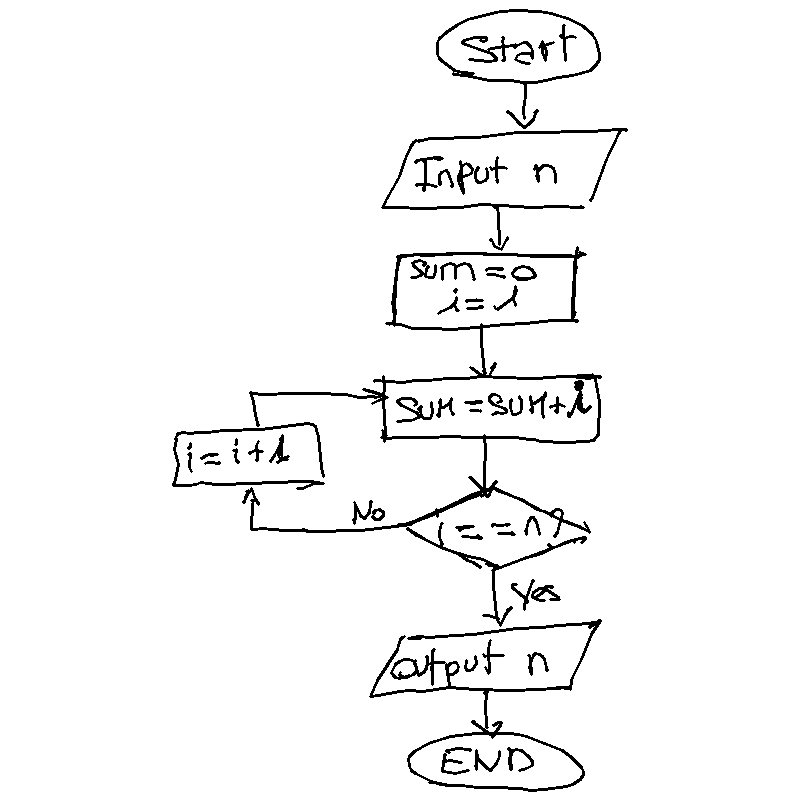 Start
Input n
sum = 0
i = 1
sum = sum + i
i = i + 1
No
i = = n?
Yes
output n
END